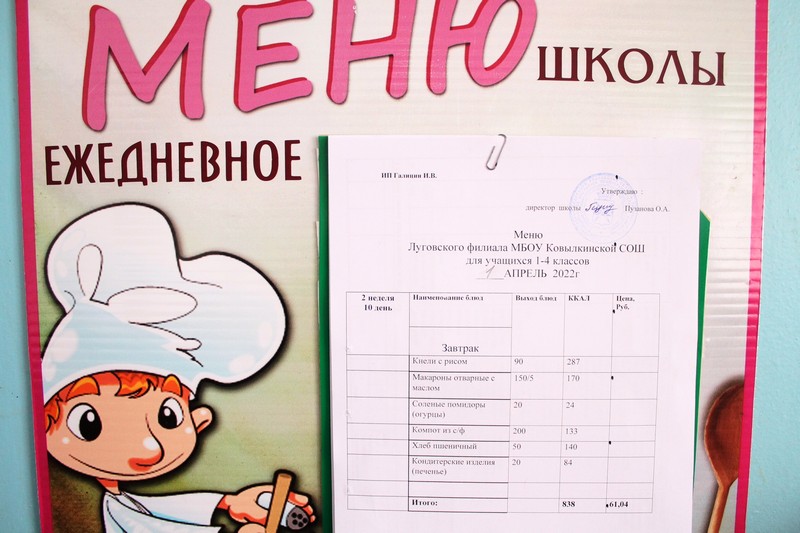 МЕНЮ
ШКОЛЫ
ЕЖЕДНЕВНОЕ
ИП Галицин И.В.
Утверждаю :
директор школы Пузанова О.А.
Меню
Луговского филиала МБОУ Ковылкинской СОШ
для учащихся 1-4 классов
1 АПРЕЛЬ 2022г
2 неделя Наименование блюд Выход блюд ККАЛ Цена,
10 день Руб.
Завтрак
Кнели с рисом 90 287
Макароны отварные с 150/5 170
маслом
Соленые помидоры 20 24
(огурцы)
Компот из с/ф 200 133
Хлеб пшеничный 50 140
Кондитерские изделия 20 84
(печенье)
Итого: 838 61,04